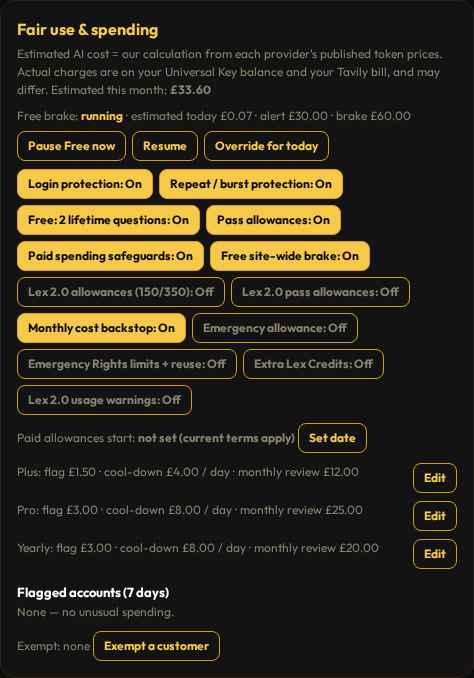 Fair use & spending
Estimated AI cost = our calculation from each provider's published token prices.
Actual charges are on your Universal Key balance and your Tavily bill, and may
differ. Estimated this month: £33.60
Free brake: running · estimated today £0.07 · alert £30.00 · brake £60.00
Pause Free now Resume Override for today
Login protection: On Repeat / burst protection: On
Free: 2 lifetime questions: On Pass allowances: On
Paid spending safeguards: On Free site-wide brake: On
Lex 2.0 allowances (150/350): Off Lex 2.0 pass allowances: Off
Monthly cost backstop: On Emergency allowance: Off
Emergency Rights limits + reuse: Off Extra Lex Credits: Off
Lex 2.0 usage warnings: Off
Paid allowances start: not set (current terms apply) Set date
Plus: flag £1.50 · cool-down £4.00 / day · monthly review £12.00 Edit
Pro: flag £3.00 · cool-down £8.00 / day · monthly review £25.00 Edit
Yearly: flag £3.00 · cool-down £8.00 / day · monthly review £20.00 Edit
Flagged accounts (7 days)
None — no unusual spending.
Exempt: none Exempt a customer